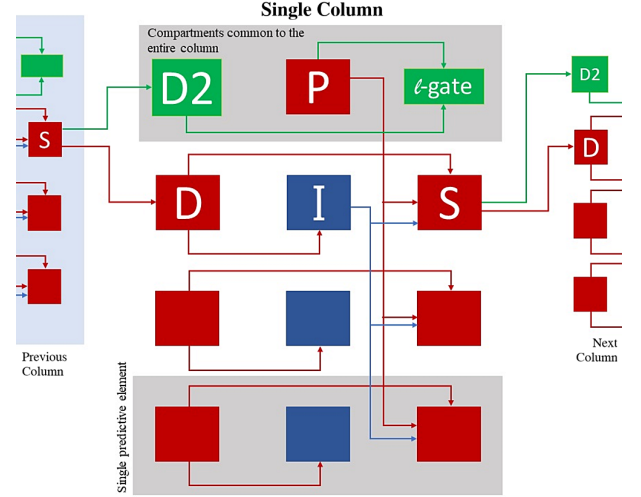 Single Column
Compartments common to the
entire column
D2
P
ℓ-gate
D2
S
D
D
I
S
Previous
Column
Next
Column
Single predictive element